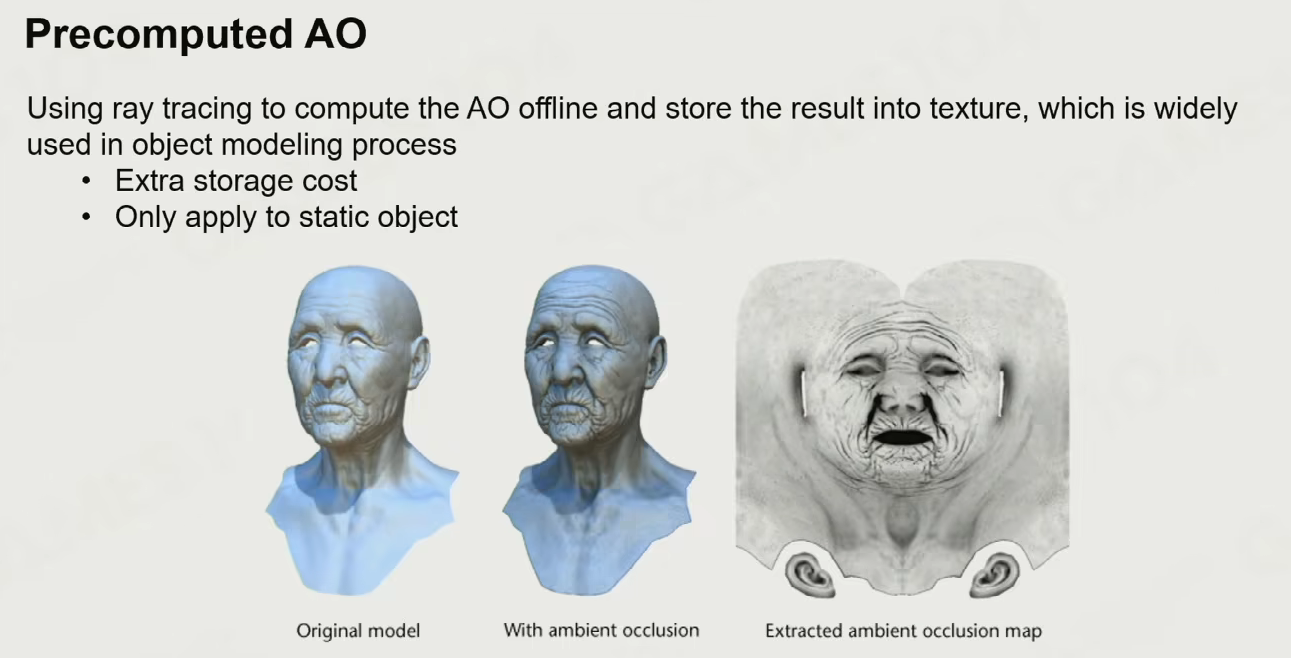 Precomputed AO
Using ray tracing to compute the AO offline and store the result into texture, which is widely
used in object modeling process
• Extra storage cost
• Only apply to static object
Original model
With ambient occlusion
Extracted ambient occlusion map